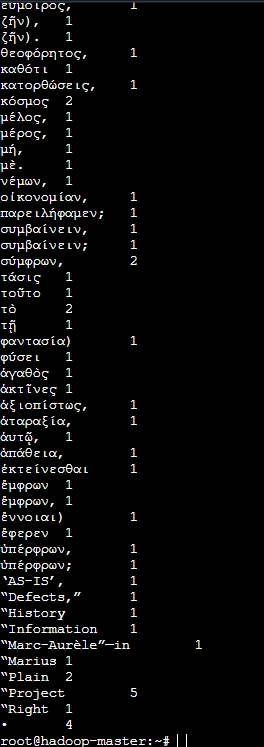 εὔμοιρος,	1
ζῆν),	1
ζῆν).	1
θεοφόρητος,	1
καθότι	1
κατορθώσεις,	1
κόσμος	2
μέλος,	1
μέρος,	1
μή,	1
μὲ.	1
νέμων,	1
οἰκονομίαν,	1
παρειλήφαμεν;	1
συμβαίνειν,	1
συμβαίνειν;	1
σύμφρων,	2
τάσις	1
τοῦτο	1
τὸ	2
τῇ	1
φαντασία)	1
φύσει	1
ἀγαθὸς	1
ἀκτῖνες	1
ἀξιοπίστως,	1
ἀταραξία,	1
ἁυτῷ,	1
ἀπάθεια,	1
ἐκτείνεσθαι	1
ἔμφρων	1
ἔμφρων,	1
ἔννοιαι)	1
ἔφερεν	1
ὑπέρφρων,	1
ὑπέρφρων;	1
‘AS-IS’,	1
“Defects,”	1
“History	1
“Information	1
“Marc-Aurèle”—in	1
“Marius	1
“Plain	2
“Project	5
“Right	1
•	4
root@hadoop-master:~#